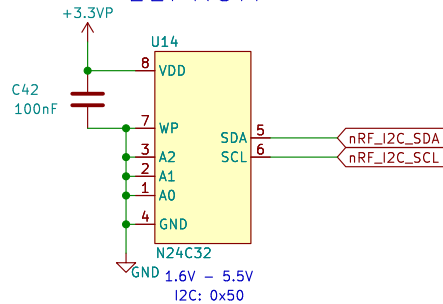 +3.3VP
U14
8 VDD
C42
100nF
7 WP
SDA 5 nRF_I2C_SDA
3 A2
SCL 6 nRF_I2C_SCL
2 A1
1 A0
4 GND
N24C32
GND 1.6V – 5.5V
I2C: 0x50